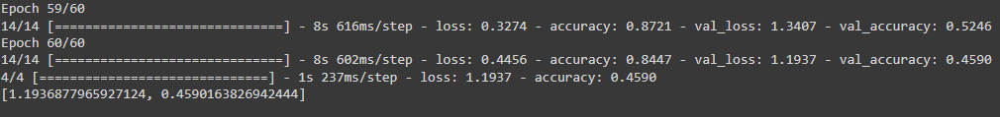 Epoch 59/60
14/14 [==============================] - 8s 616ms/step - loss: 0.3274 - accuracy: 0.8721 - val_loss: 1.3407 - val_accuracy: 0.5246
Epoch 60/60
14/14 [==============================] - 8s 602ms/step - loss: 0.4456 - accuracy: 0.8447 - val_loss: 1.1937 - val_accuracy: 0.4590
4/4 [==============================] - 1s 237ms/step - loss: 1.1937 - accuracy: 0.4590
[1.1936877965927124, 0.4590163826942444]